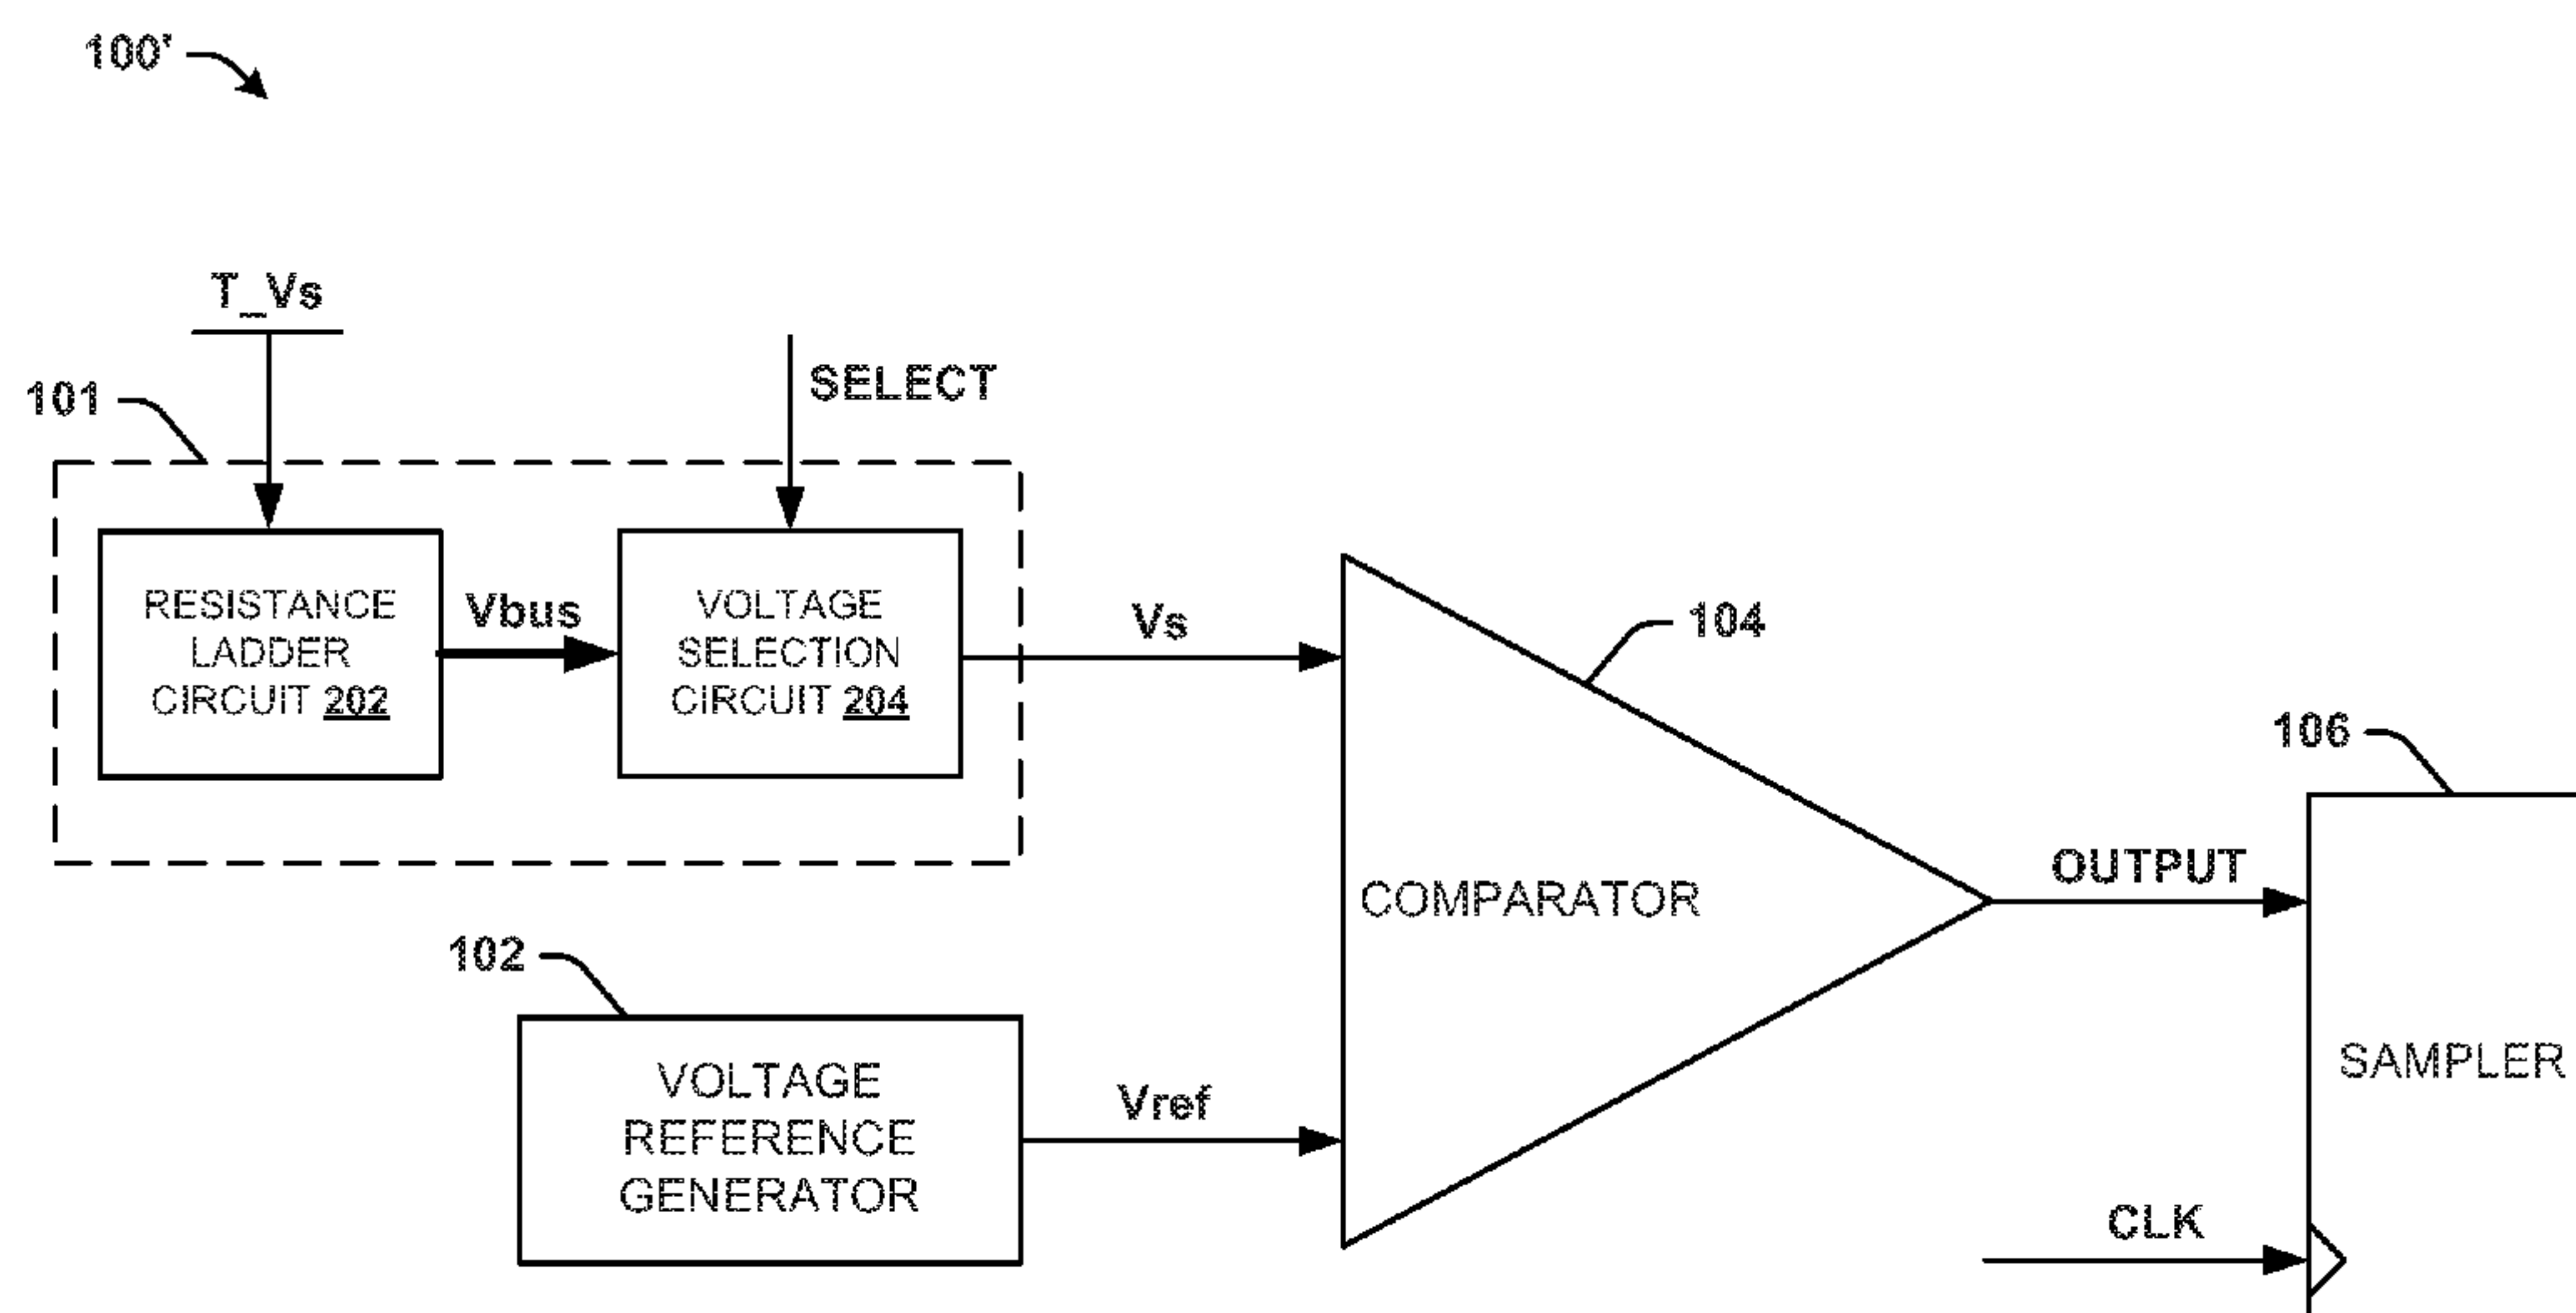 100'
T_Vs
SELECT
101
RESISTANCE
LADDER
CIRCUIT 202
Vbus
VOLTAGE
SELECTION
CIRCUIT 204
Vs
104
106
COMPARATOR
OUTPUT
102
VOLTAGE
REFERENCE
GENERATOR
Vref
SAMPLER
CLK